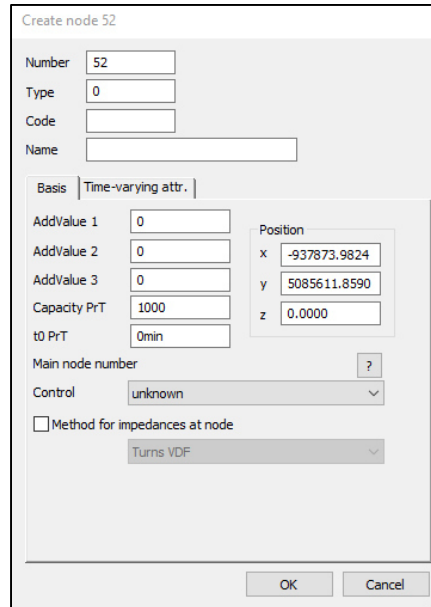 Create node 52
Number 52
Type 0
Code
Name
Basis Time-varying attr.
AddValue 1 0
AddValue 2 0
AddValue 3 0
Capacity PrT 1000
t0 PrT 0min
Position
x -937873.9824
y 5085611.8590
z 0.0000
Main node number ?
Control unknown
Method for impedances at node
Turns VDF
OK Cancel